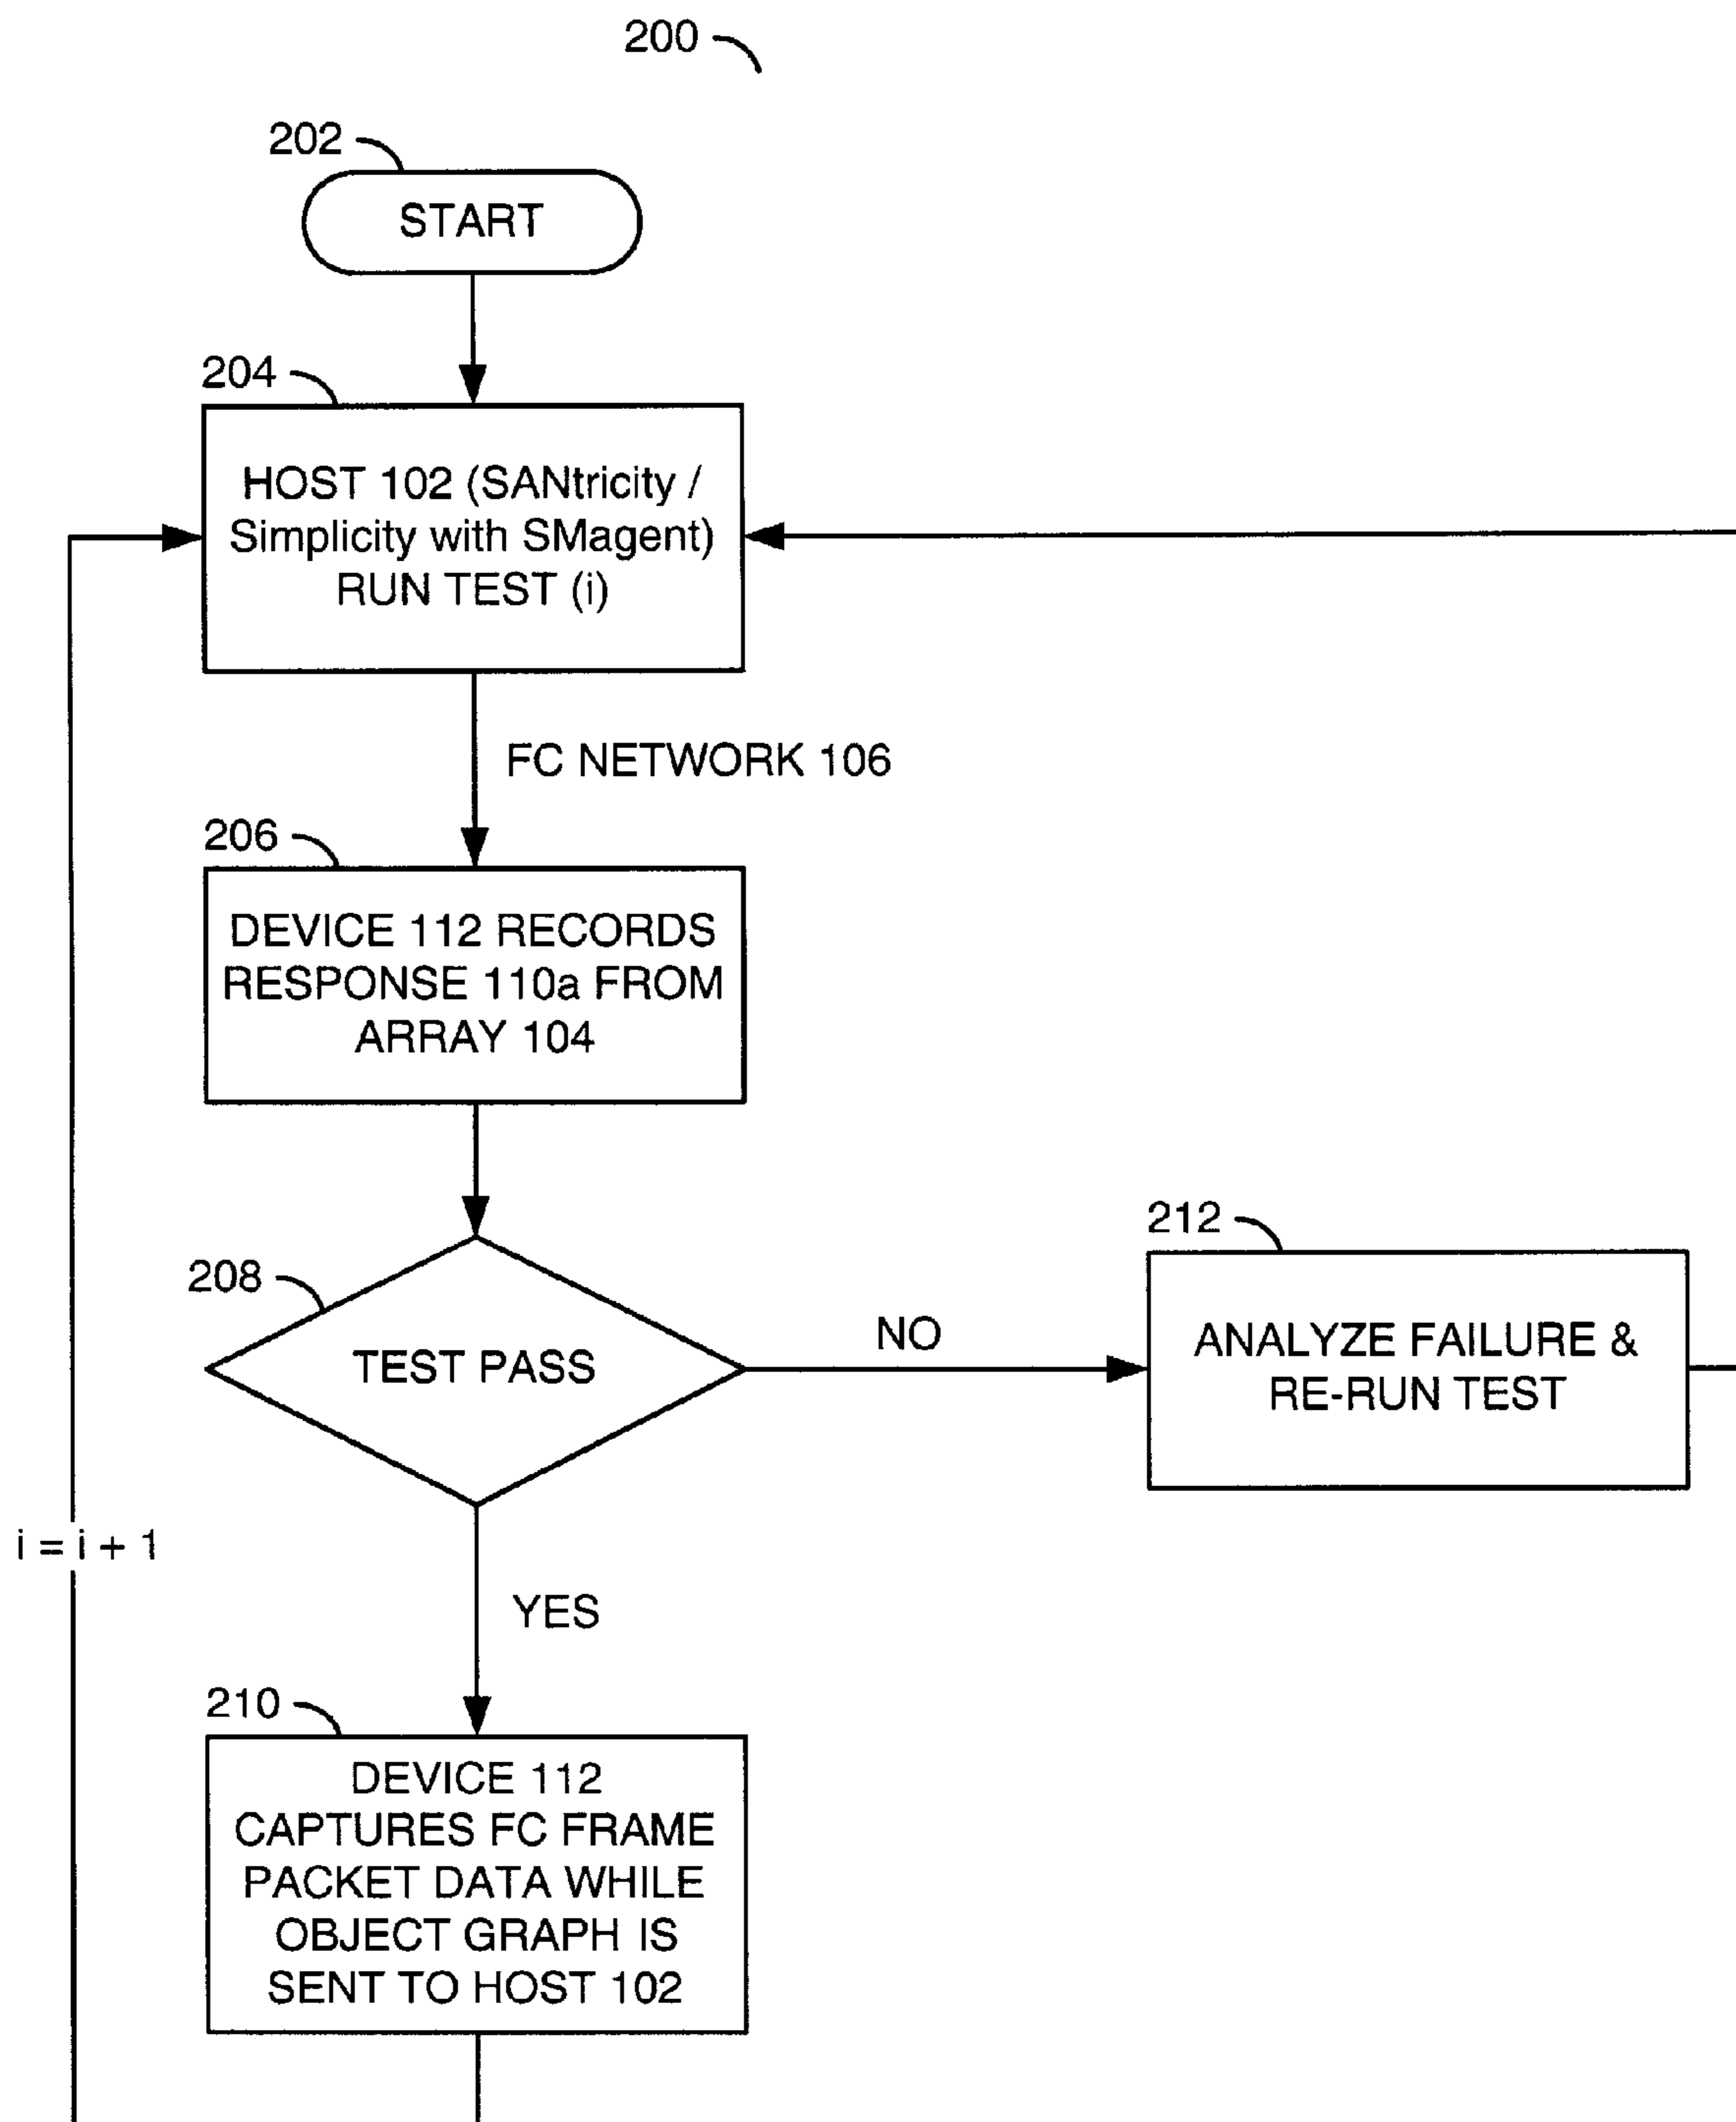 200
202
START
204
HOST 102 (SANtricity /
Simplicity with SMagent)
RUN TEST (i)
FC NETWORK 106
206
DEVICE 112 RECORDS
RESPONSE 110a FROM
ARRAY 104
208
TEST PASS
NO
212
ANALYZE FAILURE &
RE-RUN TEST
i = i + 1
YES
210
DEVICE 112
CAPTURES FC FRAME
PACKET DATA WHILE
OBJECT GRAPH IS
SENT TO HOST 102